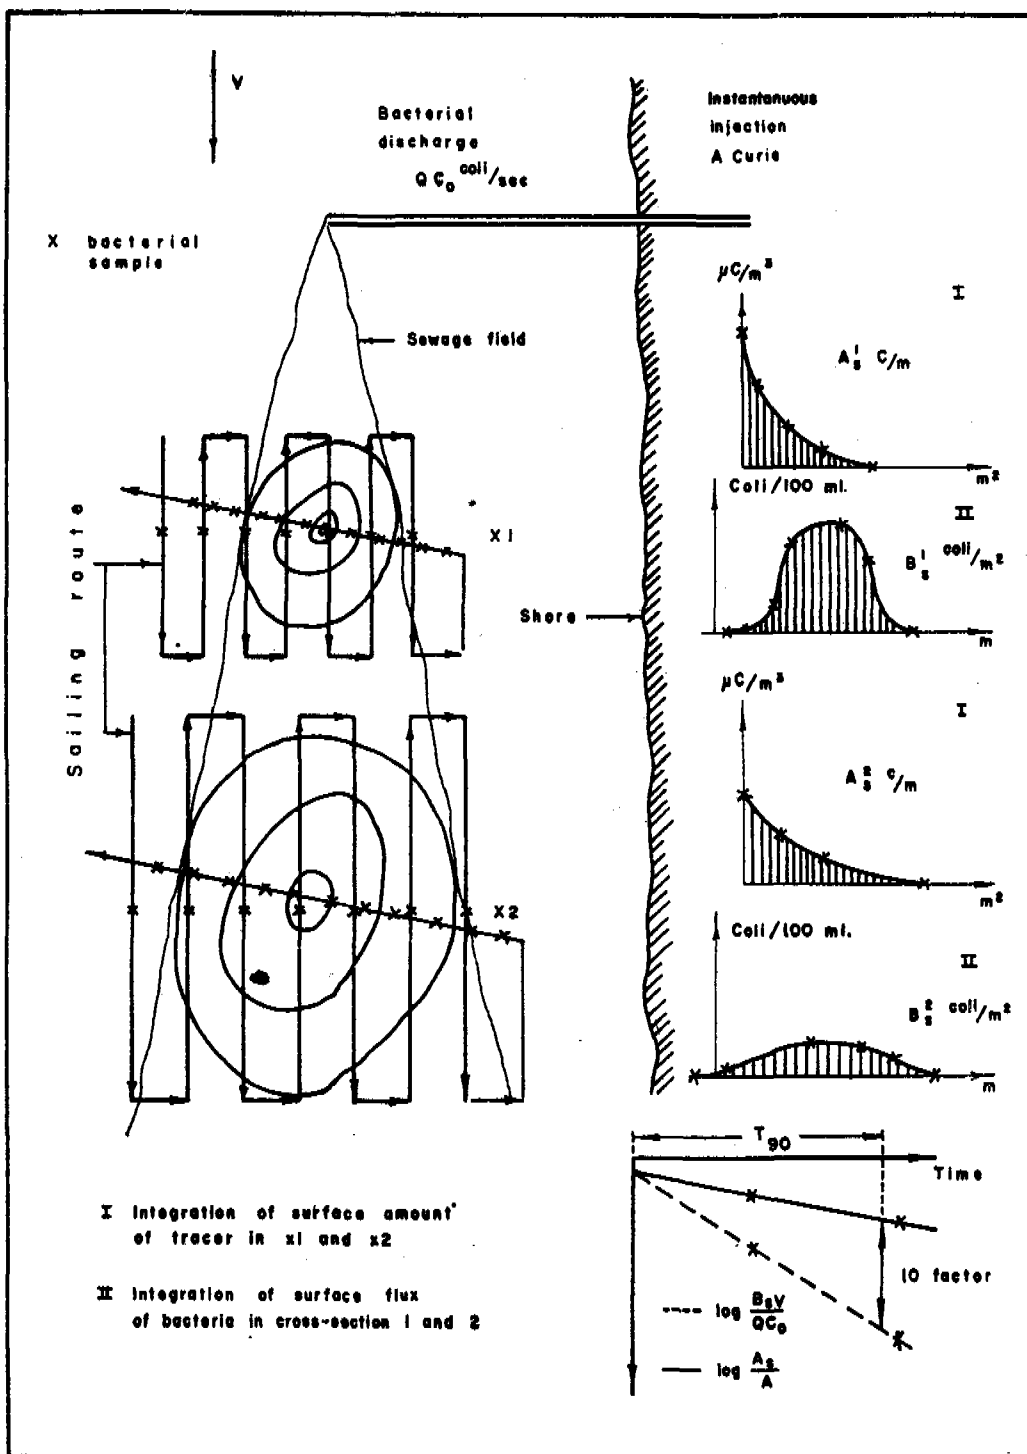 V
Bacterial
discharge
QC₀ coli/sec
Instantanuous
injection
A Curie
X bacterial
sample
Sewage field
Sailing route
X1
X2
Shore
μC/m³
I
A¹ₛ C/m
m²
Coli/100 ml.
II
B¹ₛ coli/m²
m
μC/m³
I
A²ₛ c/m
m²
Coli/100 ml.
II
B²ₛ coli/m²
m
T₉₀
Time
10 factor
--- log BₛV/QC₀
— log Aₛ/A
I Integration of surface amount
of tracer in x1 and x2
II Integration of surface flux
of bacteria in cross-section 1 and 2